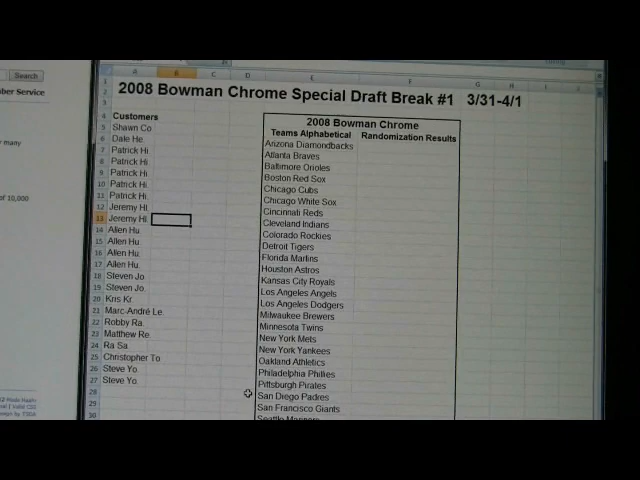 Search
ber Service
many
of 10,000
A B C D E F G H I
2008 Bowman Chrome Special Draft Break #1 3/31-4/1
Customers
Shawn Co
Dale He.
Patrick Hi
Patrick Hi.
Patrick Hi.
Patrick Hi.
Patrick Hi.
Jeremy Hl.
Jeremy Hl.
Allen Hu.
Allen Hu.
Allen Hu.
Allen Hu.
Steven Jo.
Steven Jo.
Kris Kr.
Marc-André Le.
Robby Ra.
Matthew Re.
Ra Sa.
Christopher To
Steve Yo.
Steve Yo.
2008 Bowman Chrome
Teams Alphabetical Randomization Results
Arizona Diamondbacks
Atlanta Braves
Baltimore Orioles
Boston Red Sox
Chicago Cubs
Chicago White Sox
Cincinnati Reds
Cleveland Indians
Colorado Rockies
Detroit Tigers
Florida Marlins
Houston Astros
Kansas City Royals
Los Angeles Angels
Los Angeles Dodgers
Milwaukee Brewers
Minnesota Twins
New York Mets
New York Yankees
Oakland Athletics
Philadelphia Phillies
Pittsburgh Pirates
San Diego Padres
San Francisco Giants
Seattle Mariners